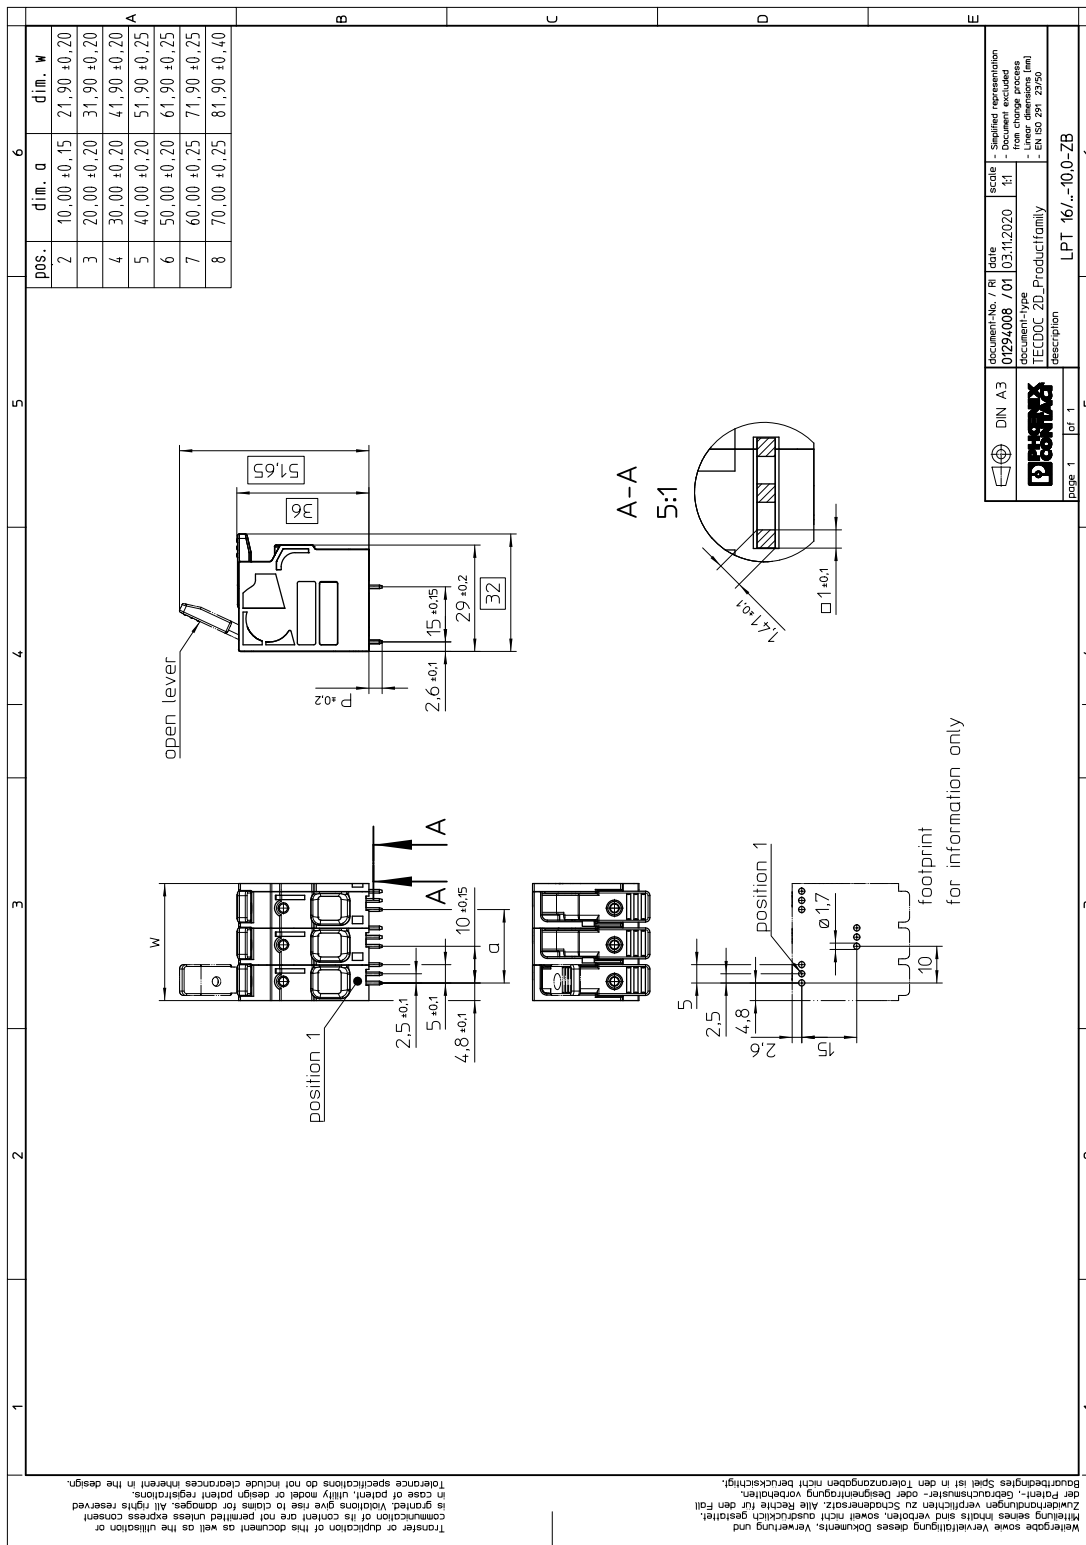 pos. dim. a dim. w
2 10,00 ±0,15 21,90 ±0,20
3 20,00 ±0,20 31,90 ±0,20
4 30,00 ±0,20 41,90 ±0,20
5 40,00 ±0,20 51,90 ±0,25
6 50,00 ±0,20 61,90 ±0,25
7 60,00 ±0,25 71,90 ±0,25
8 70,00 ±0,25 81,90 ±0,40
1 2 3 4 5 6
A B C D E
w
position 1
2,5 ±0,1
5 ±0,1
4,8 ±0,1
10 ±0,15
a
A
A
open lever
51,65
36
P ±0,2
2,6 ±0,1
15 ±0,15
29 ±0,2
32
A-A
5:1
1,41 ±0,1
□ 1 ±0,1
position 1
5
2,5
4,8
2,6
15
ø 1,7
10
footprint
for information only
DIN A3
PHOENIX
CONTACT
page 1 of 1
document-No. / RI
01294008 / 01
date
03.11.2020
scale
1:1
- Simplified representation
- Document excluded
from change process
- Linear dimensions [mm]
- EN ISO 291 23/50
document-type
TECDOC 2D_Productfamily
description
LPT 16/..-10,0-ZB
Transfer or duplication of this document as well as the utilisation or
communication of its content are not permitted unless express consent
is granted. Violations give rise to claims for damages. All rights reserved
in case of patent, utility model or design patent registrations.
Tolerance specifications do not include clearances inherent in the design.
Weitergabe sowie Vervielfältigung dieses Dokuments, Verwertung und
Mitteilung seines Inhalts sind verboten, soweit nicht ausdrücklich gestattet.
Zuwiderhandlungen verpflichten zu Schadenersatz. Alle Rechte für den Fall
der Patent-, Gebrauchsmuster- oder Designeintragung vorbehalten.
Bauartbedingtes Spiel ist in den Toleranzangaben nicht berücksichtigt.